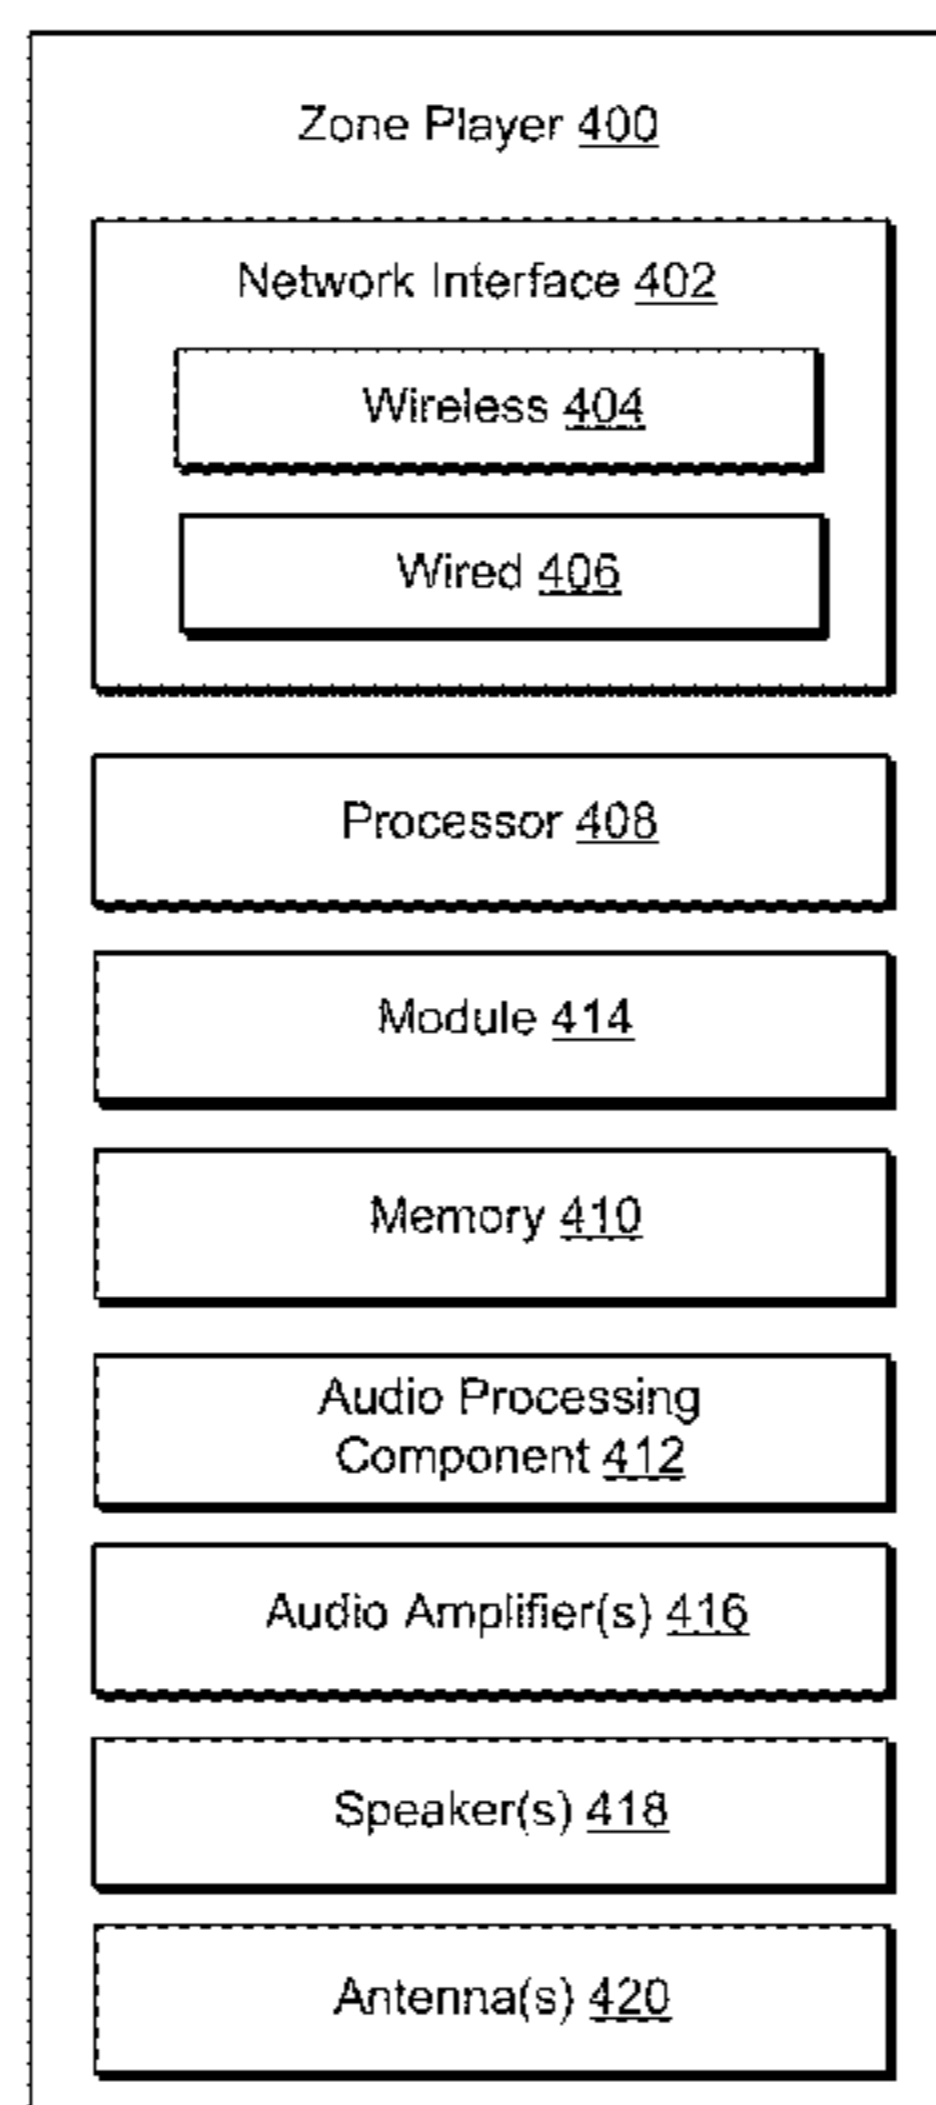 Zone Player 400
Network Interface 402
Wireless 404
Wired 406
Processor 408
Module 414
Memory 410
Audio Processing
Component 412
Audio Amplifier(s) 416
Speaker(s) 418
Antenna(s) 420